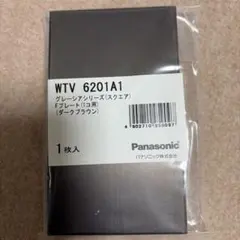 WTV 6201A1
グレーシアシリーズ(スクエア)
Fプレート(1コ用)
(ダークブラウン)
1枚入
Panasonic
パナソニック株式会社